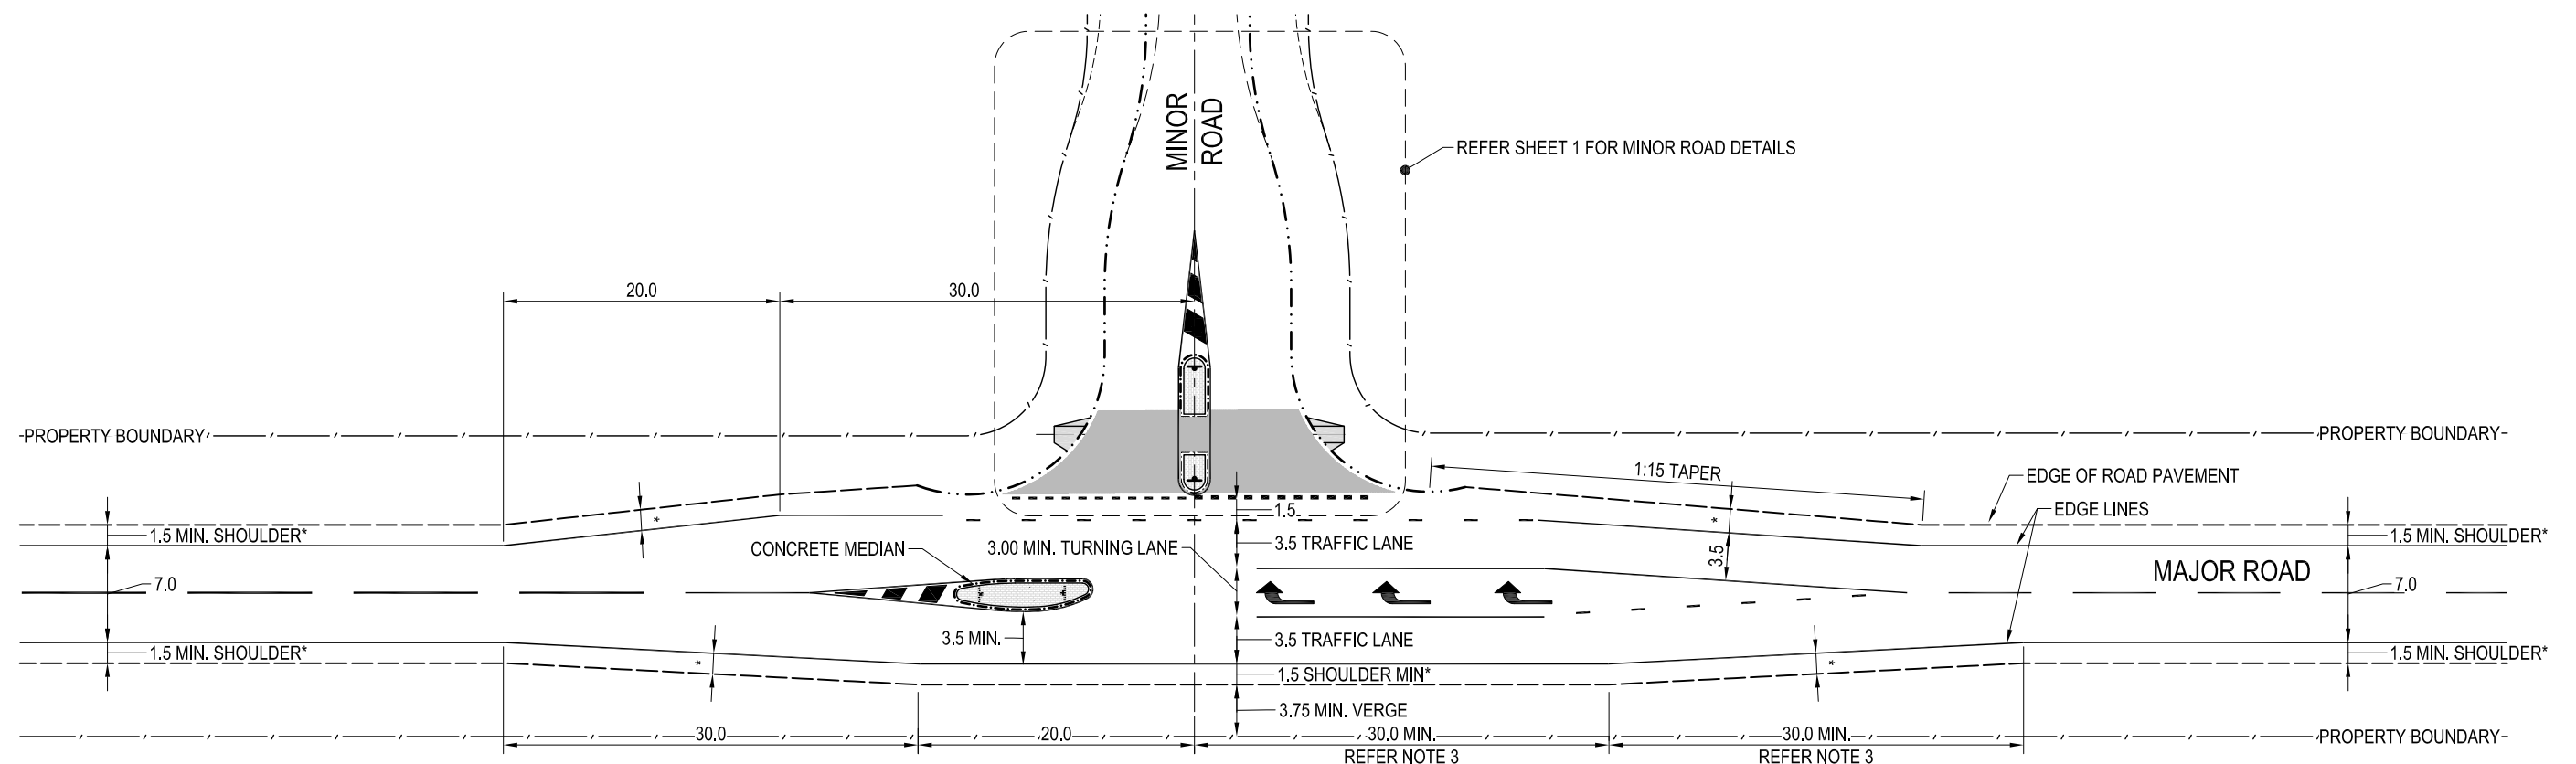 MINOR
ROAD
REFER SHEET 1 FOR MINOR ROAD DETAILS
20.0
30.0
PROPERTY BOUNDARY
PROPERTY BOUNDARY
1:15 TAPER
EDGE OF ROAD PAVEMENT
EDGE LINES
1.5 MIN. SHOULDER*
*
1.5
*
1.5 MIN. SHOULDER*
CONCRETE MEDIAN
3.00 MIN. TURNING LANE
3.5 TRAFFIC LANE
3.5
MAJOR ROAD
7.0
7.0
3.5 MIN.
3.5 TRAFFIC LANE
1.5 MIN. SHOULDER*
*
1.5 SHOULDER MIN*
*
1.5 MIN. SHOULDER*
3.75 MIN. VERGE
30.0
20.0
30.0 MIN.
REFER NOTE 3
30.0 MIN.
REFER NOTE 3
PROPERTY BOUNDARY